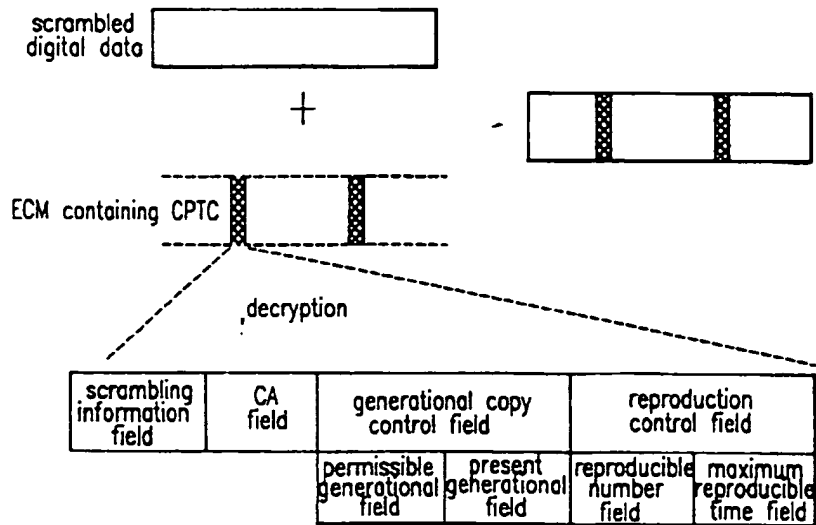 scrambled
digital data
+
ECM containing CPTC
decryption
scrambling
information
field
CA
field
generational copy
control field
reproduction
control field
permissible
generational
field
present
generational
field
reproducible
number
field
maximum
reproducible
time field